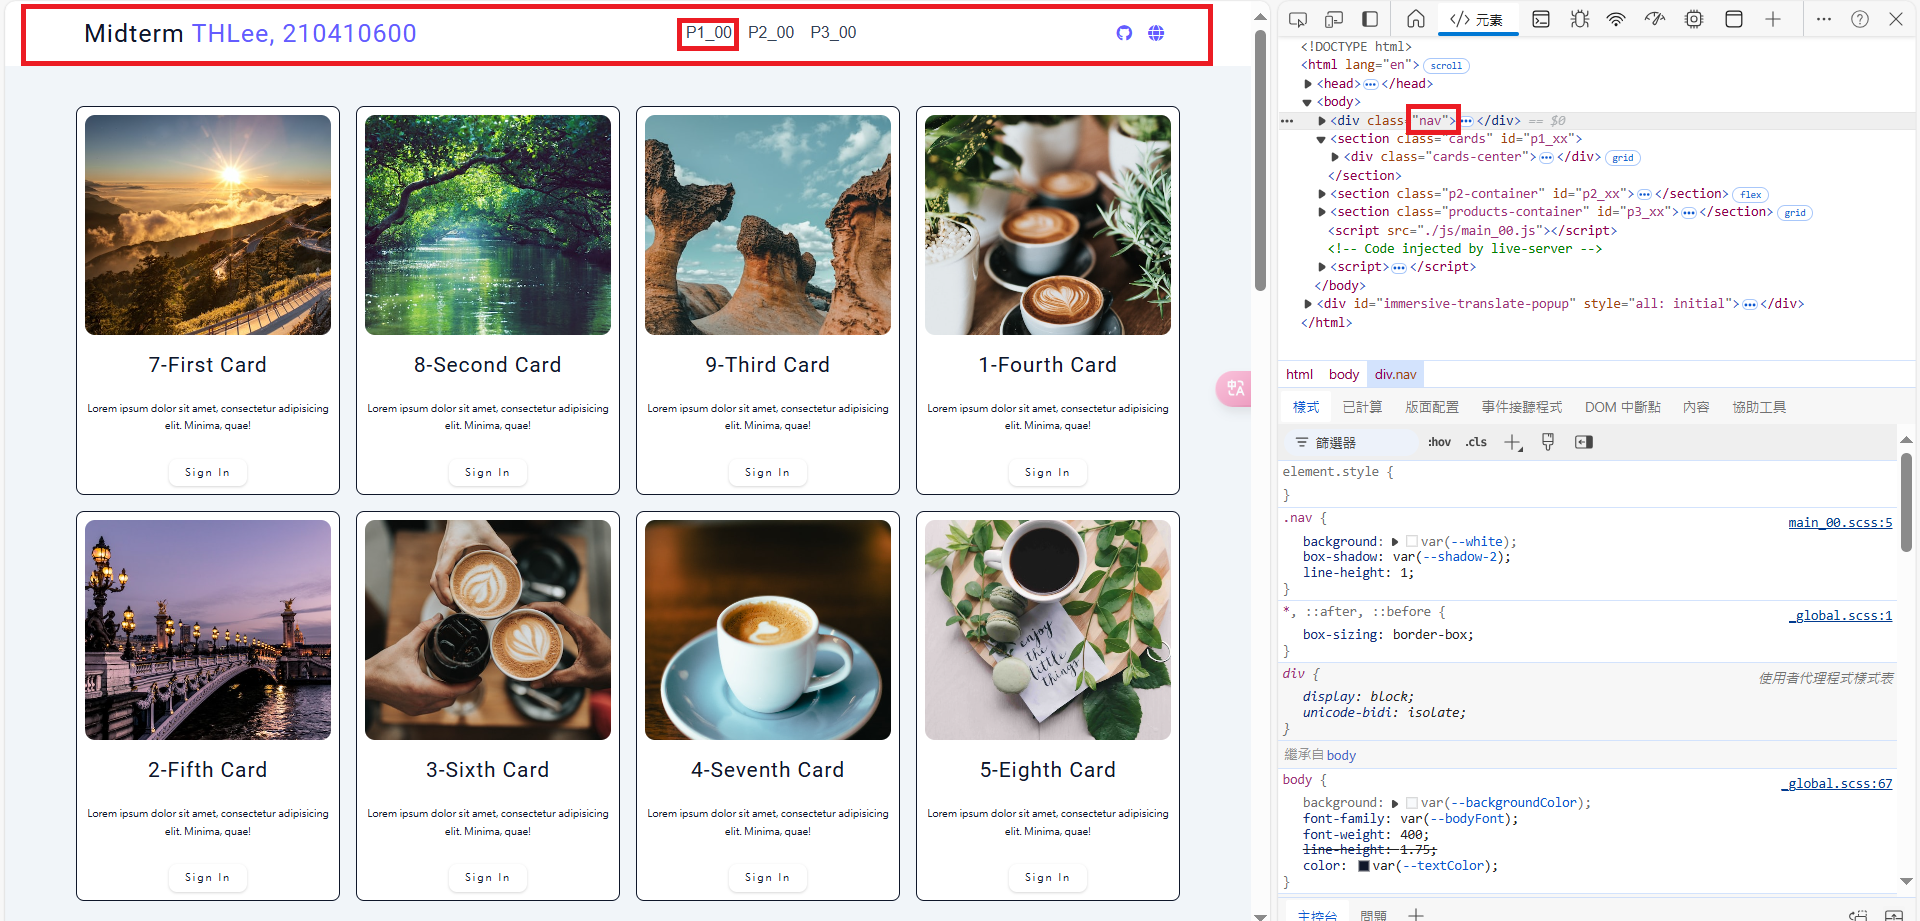 Midterm THLee, 210410600
P1_00 P2_00 P3_00
7-First Card
Lorem ipsum dolor sit amet, consectetur adipisicing
elit. Minima, quae!
Sign In
8-Second Card
Lorem ipsum dolor sit amet, consectetur adipisicing
elit. Minima, quae!
Sign In
9-Third Card
Lorem ipsum dolor sit amet, consectetur adipisicing
elit. Minima, quae!
Sign In
1-Fourth Card
Lorem ipsum dolor sit amet, consectetur adipisicing
elit. Minima, quae!
Sign In
2-Fifth Card
Lorem ipsum dolor sit amet, consectetur adipisicing
elit. Minima, quae!
Sign In
3-Sixth Card
Lorem ipsum dolor sit amet, consectetur adipisicing
elit. Minima, quae!
Sign In
4-Seventh Card
Lorem ipsum dolor sit amet, consectetur adipisicing
elit. Minima, quae!
Sign In
enjoy
the
little
things
5-Eighth Card
Lorem ipsum dolor sit amet, consectetur adipisicing
elit. Minima, quae!
Sign In
元素
<!DOCTYPE html>
<html lang="en"> scroll
<head>…</head>
<body>
<div class="nav">…</div> == $0
<section class="cards" id="p1_xx">
<div class="cards-center">…</div> grid
</section>
<section class="p2-container" id="p2_xx">…</section> flex
<section class="products-container" id="p3_xx">…</section> grid
<script src="./js/main_00.js"></script>
<!-- Code injected by live-server -->
<script>…</script>
</body>
<div id="immersive-translate-popup" style="all: initial">…</div>
</html>
html body div.nav
樣式 已計算 版面配置 事件接聽程式 DOM 中斷點 內容 協助工具
篩選器 :hov .cls
element.style {
}
.nav { main_00.scss:5
background: var(--white);
box-shadow: var(--shadow-2);
line-height: 1;
}
*, ::after, ::before { _global.scss:1
box-sizing: border-box;
}
div { 使用者代理程式樣式表
display: block;
unicode-bidi: isolate;
}
繼承自 body
body { _global.scss:67
background: var(--backgroundColor);
font-family: var(--bodyFont);
font-weight: 400;
line-height: 1.75;
color: var(--textColor);
}
主控台 問題